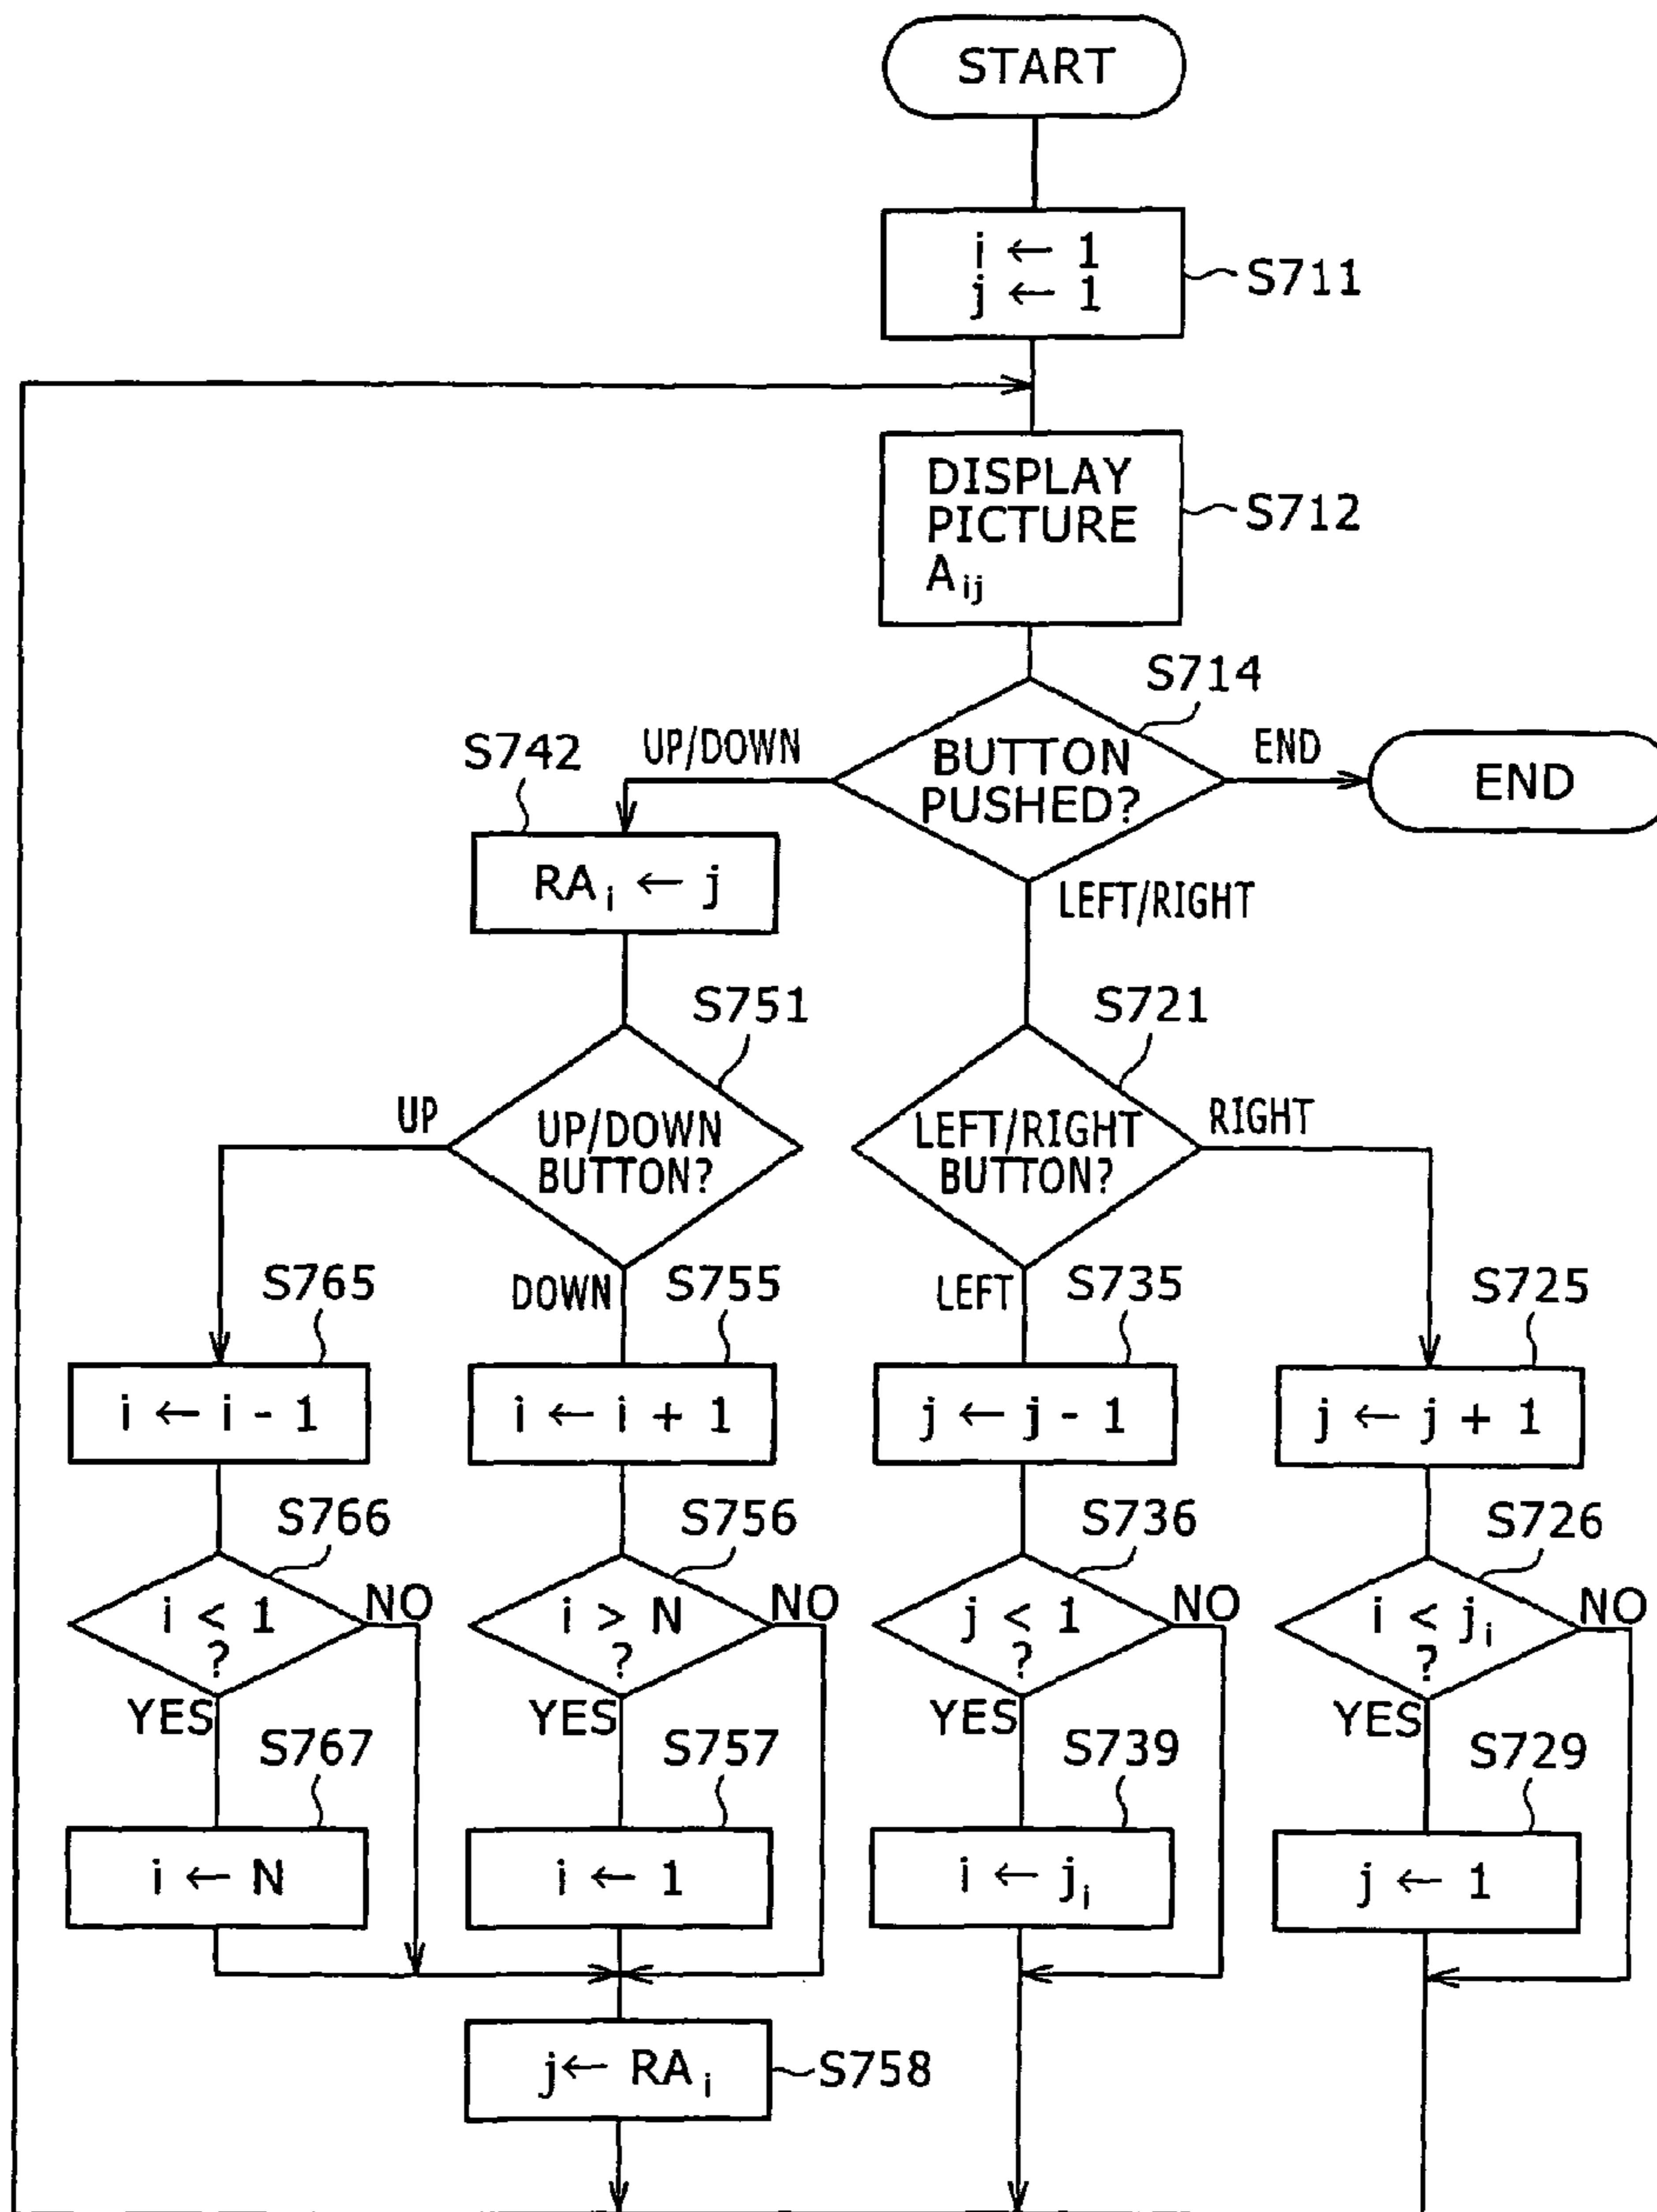 START
i ← 1
j ← 1
S711
DISPLAY
PICTURE
Aij
S712
S714
BUTTON
PUSHED?
UP/DOWN
END
END
LEFT/RIGHT
S742
RAi ← j
S751
UP/DOWN
BUTTON?
UP
DOWN
S721
LEFT/RIGHT
BUTTON?
RIGHT
LEFT
S765
i ← i - 1
S755
i ← i + 1
S735
j ← j - 1
S725
j ← j + 1
S766
i < 1
?
NO
YES
S756
i > N
?
NO
YES
S736
j < 1
?
NO
YES
S726
i < ji
?
NO
YES
S767
i ← N
S757
i ← 1
S739
i ← ji
S729
j ← 1
j ← RAi
S758